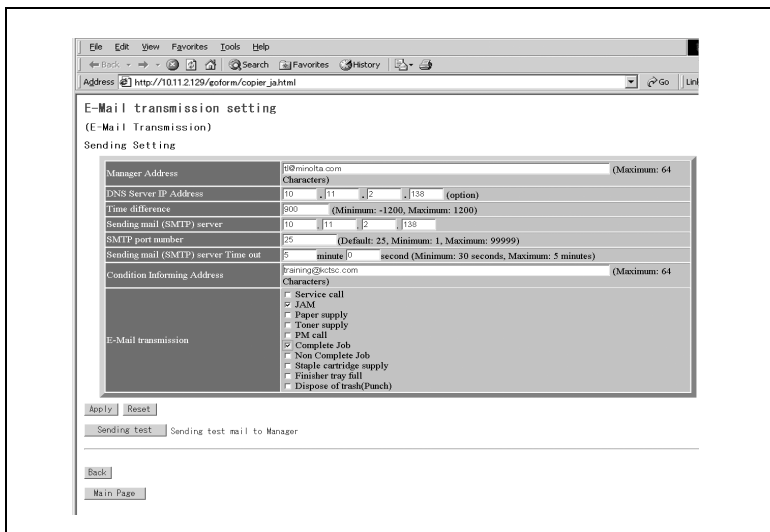 File Edit View Favorites Tools Help
Back Search Favorites History
Address http://10.11.2.129/goform/copier_ja.html Go
E-Mail transmission setting
(E-Mail Transmission)
Sending Setting
Manager Address tl@minolta.com (Maximum: 64 Characters)
DNS Server IP Address 10 . 11 . 2 . 138 (option)
Time difference 900 (Minimum: -1200, Maximum: 1200)
Sending mail (SMTP) server 10 . 11 . 2 . 138
SMTP port number 25 (Default: 25, Minimum: 1, Maximum: 99999)
Sending mail (SMTP) server Time out 5 minute 0 second (Minimum: 30 seconds, Maximum: 5 minutes)
Condition Informing Address training@kctsc.com (Maximum: 64 Characters)
E-Mail transmission
Service call
JAM
Paper supply
Toner supply
PM call
Complete Job
Non Complete Job
Staple cartridge supply
Finisher tray full
Dispose of trash(Punch)
Apply Reset
Sending test Sending test mail to Manager
Back
Main Page